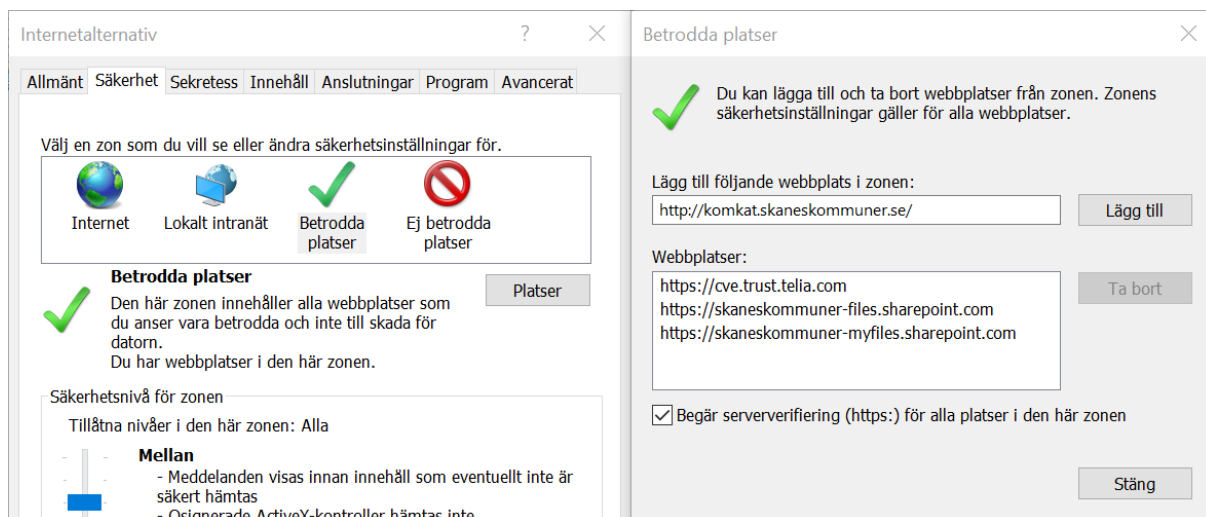 Internetalternativ
?
Allmänt Säkerhet Sekretess Innehåll Anslutningar Program Avancerat
Välj en zon som du vill se eller ändra säkerhetsinställningar för.
Internet
Lokalt intranät
Betrodda
platser
Ej betrodda
platser
Betrodda platser
Den här zonen innehåller alla webbplatser som
du anser vara betrodda och inte till skada för
datorn.
Du har webbplatser i den här zonen.
Platser
Säkerhetsnivå för zonen
Tillåtna nivåer i den här zonen: Alla
Mellan
- Meddelanden visas innan innehåll som eventuellt inte är
säkert hämtas
- Osignerade ActiveX-kontroller hämtas inte
Betrodda platser
Du kan lägga till och ta bort webbplatser från zonen. Zonens
säkerhetsinställningar gäller för alla webbplatser.
Lägg till följande webbplats i zonen:
http://komkat.skaneskommuner.se/
Lägg till
Webbplatser:
https://cve.trust.telia.com
https://skaneskommuner-files.sharepoint.com
https://skaneskommuner-myfiles.sharepoint.com
Ta bort
Begär serververifiering (https:) för alla platser i den här zonen
Stäng